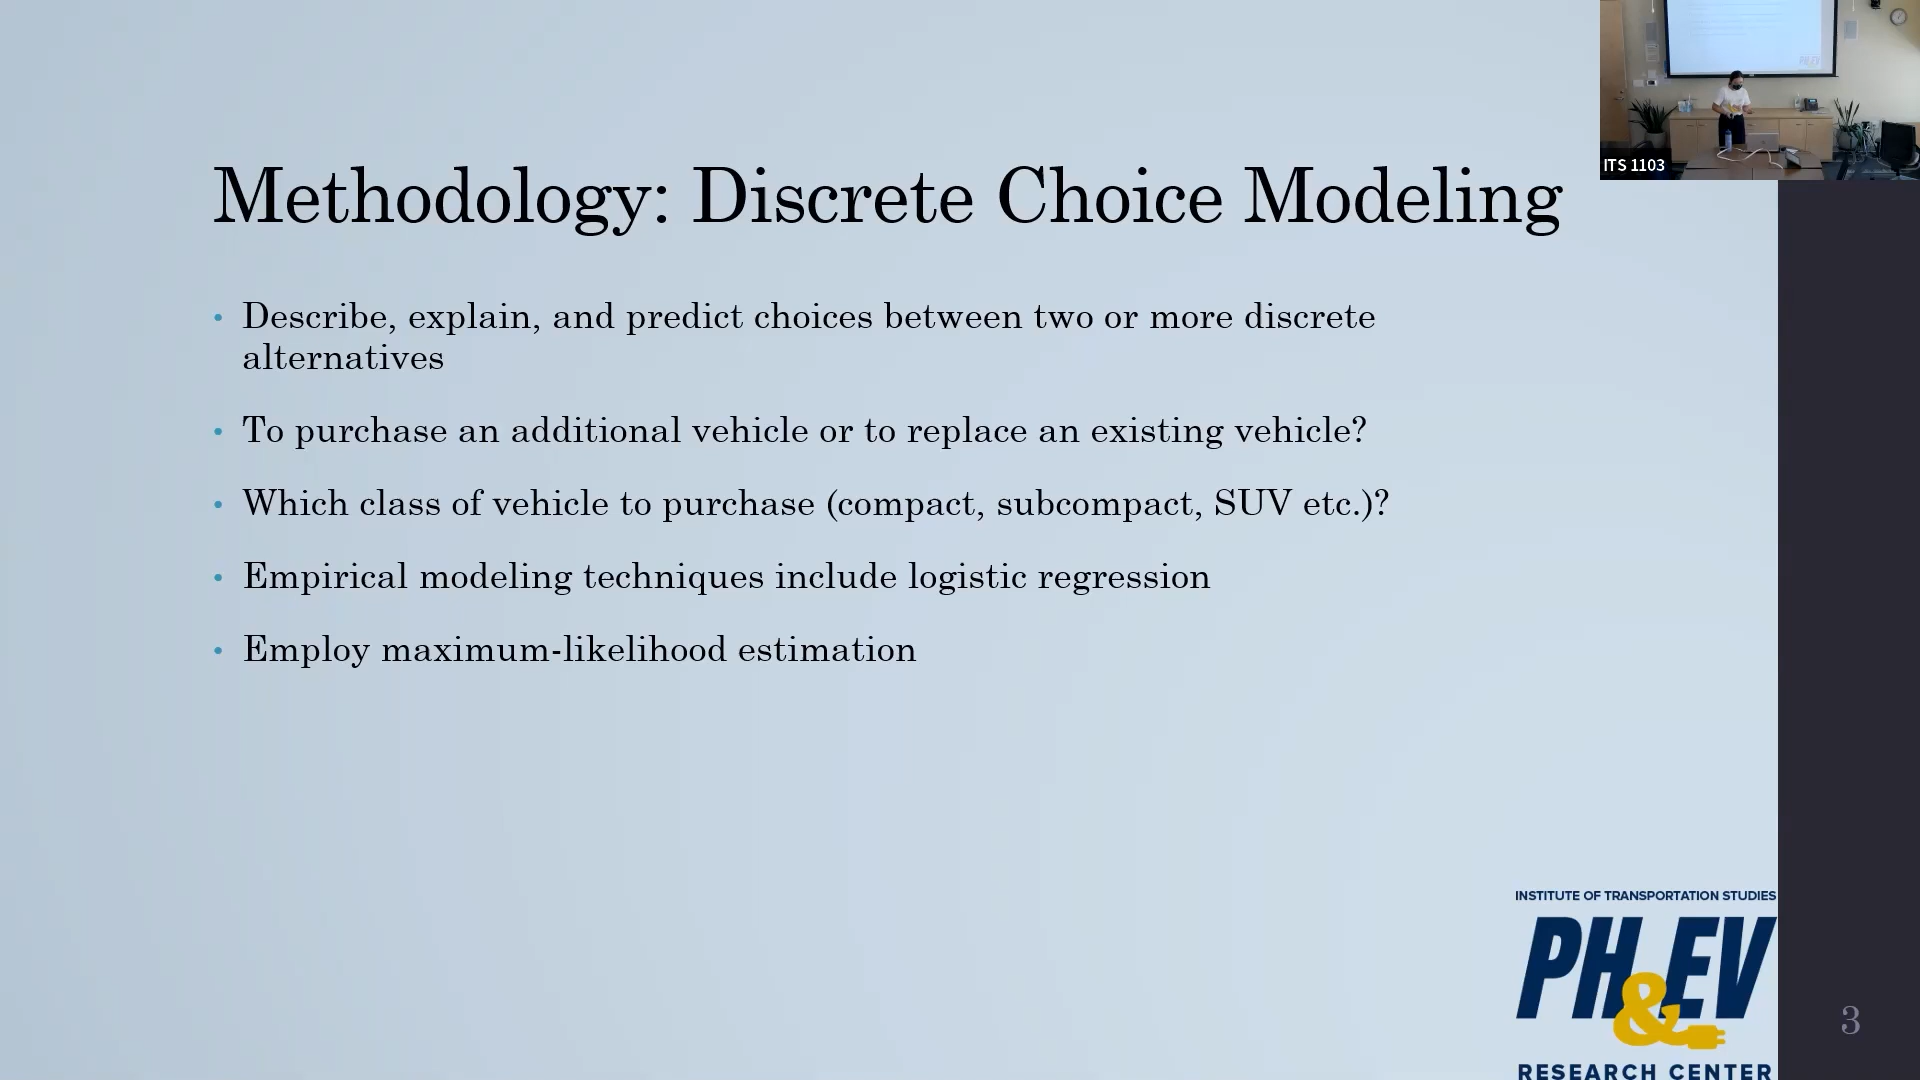 ITS 1103
Methodology: Discrete Choice Modeling
• Describe, explain, and predict choices between two or more discrete
alternatives
• To purchase an additional vehicle or to replace an existing vehicle?
• Which class of vehicle to purchase (compact, subcompact, SUV etc.)?
• Empirical modeling techniques include logistic regression
• Employ maximum-likelihood estimation
INSTITUTE OF TRANSPORTATION STUDIES
PH&EV
RESEARCH CENTER
3